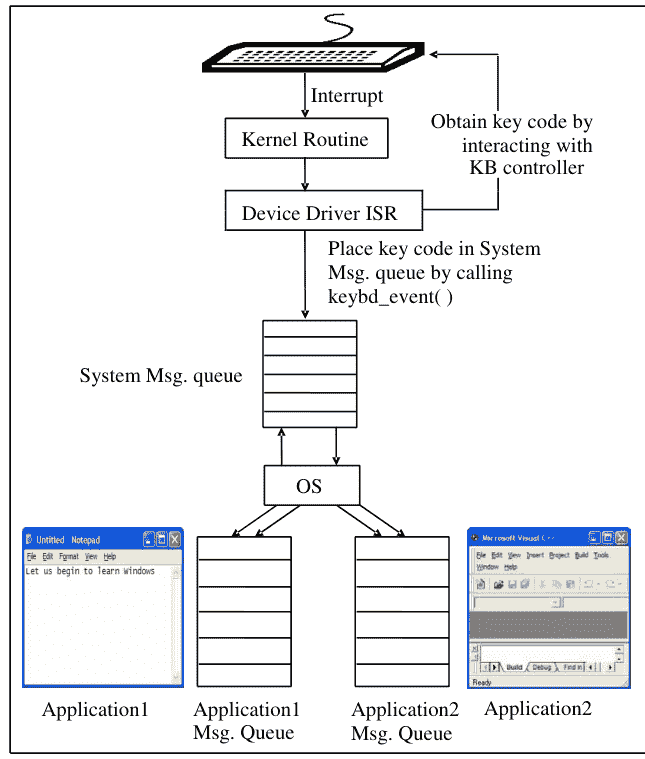 Interrupt
Kernel Routine
Obtain key code by
interacting with
KB controller
Device Driver ISR
Place key code in System
Msg. queue by calling
keybd_event( )
System Msg. queue
OS
Untitled Notepad
File Edit Format View Help
Let us begin to learn Windows
Microsoft Visual C++
File Edit View Insert Project Build Tools
Window Help
Build Debug Find in
Ready
Application1
Application1
Msg. Queue
Application2
Msg. Queue
Application2